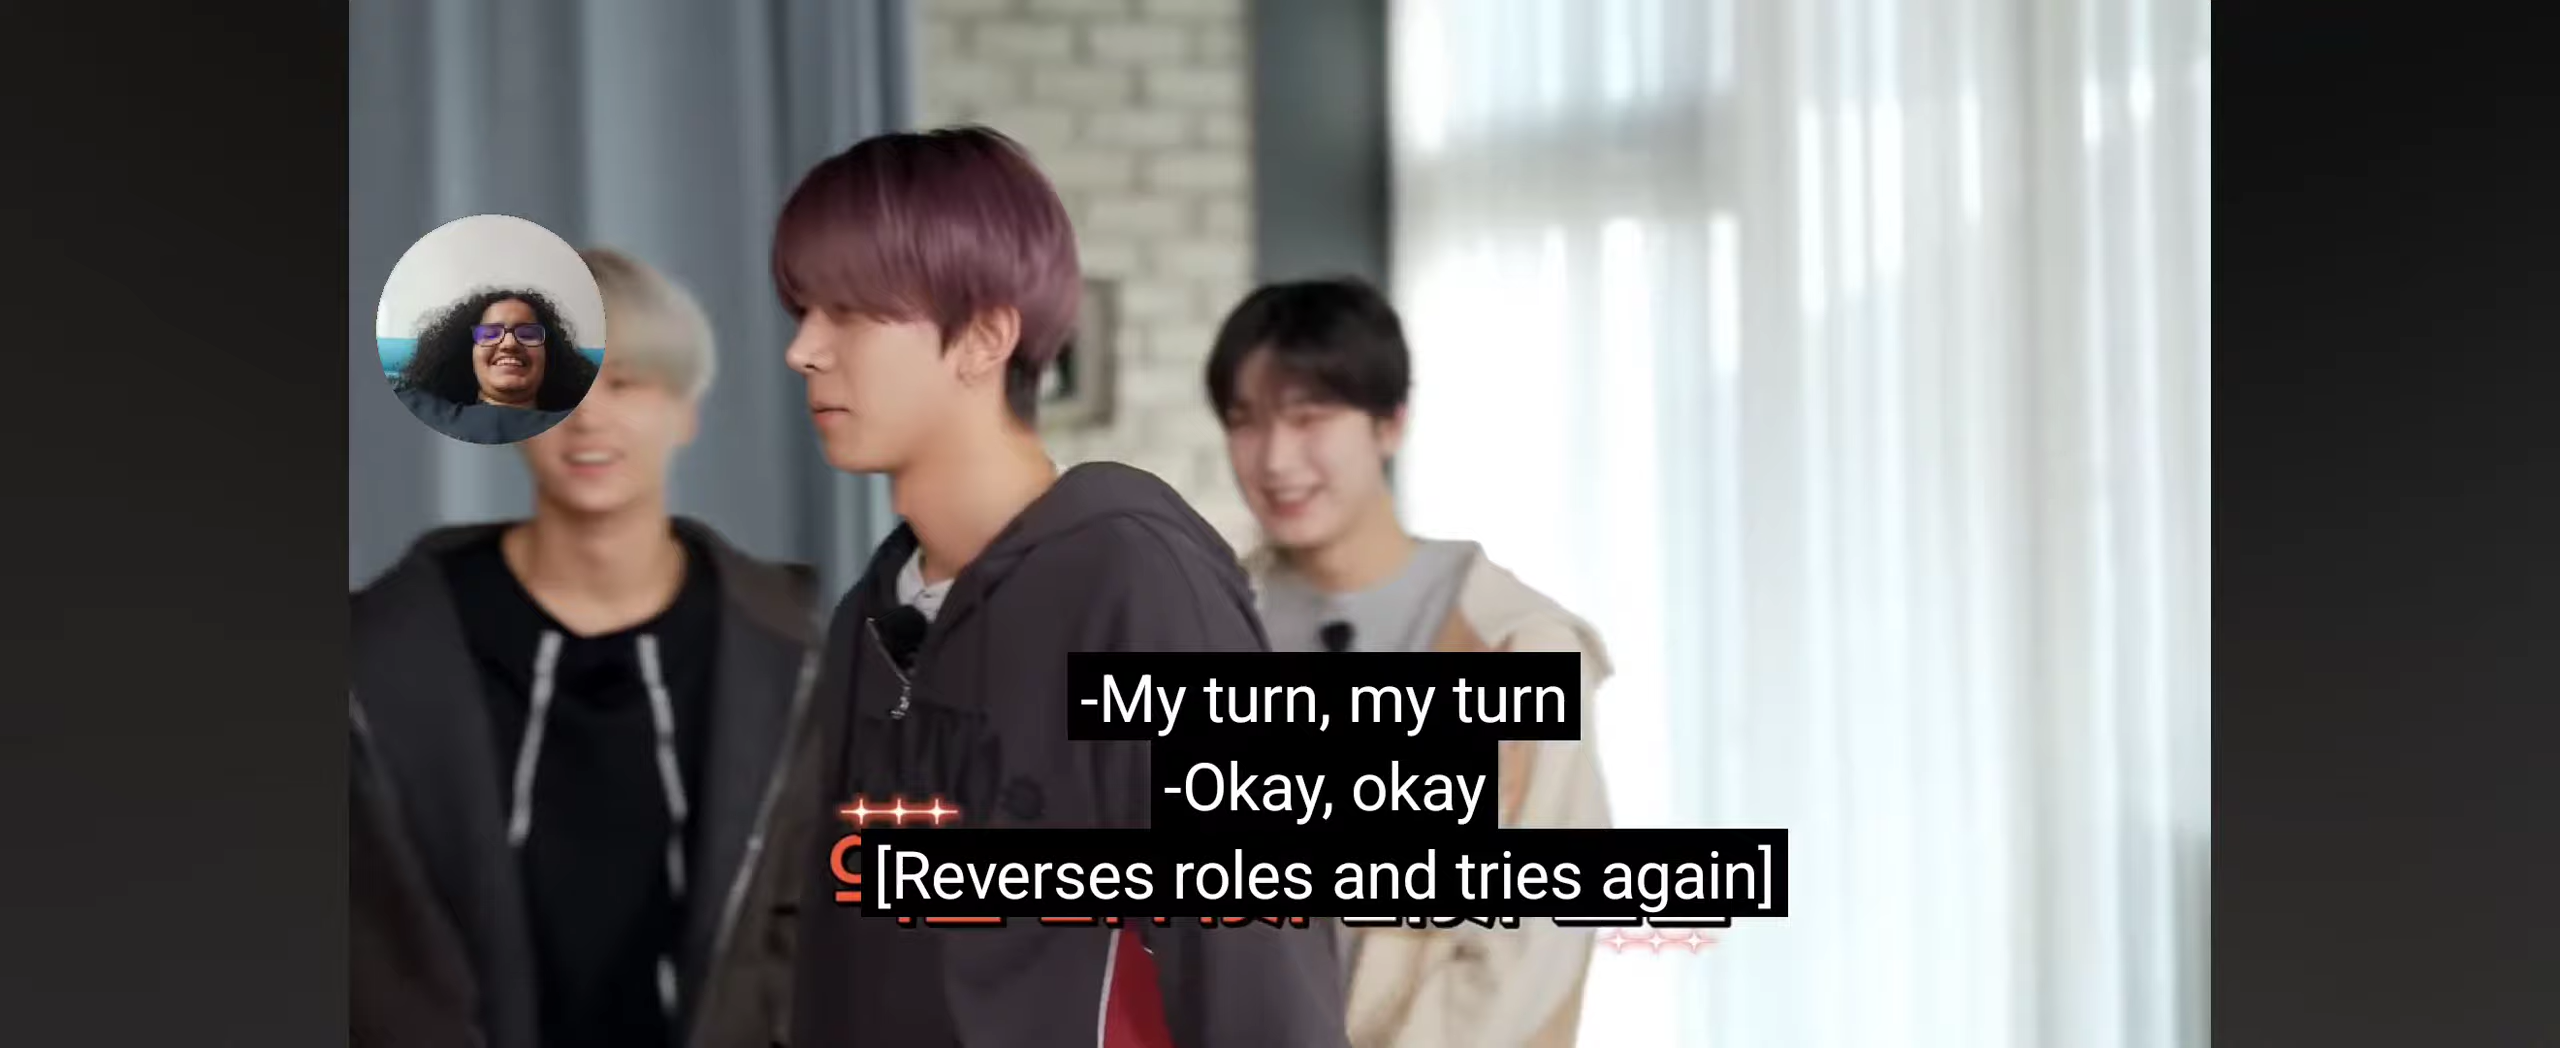 -My turn, my turn
-Okay, okay
[Reverses roles and tries again]